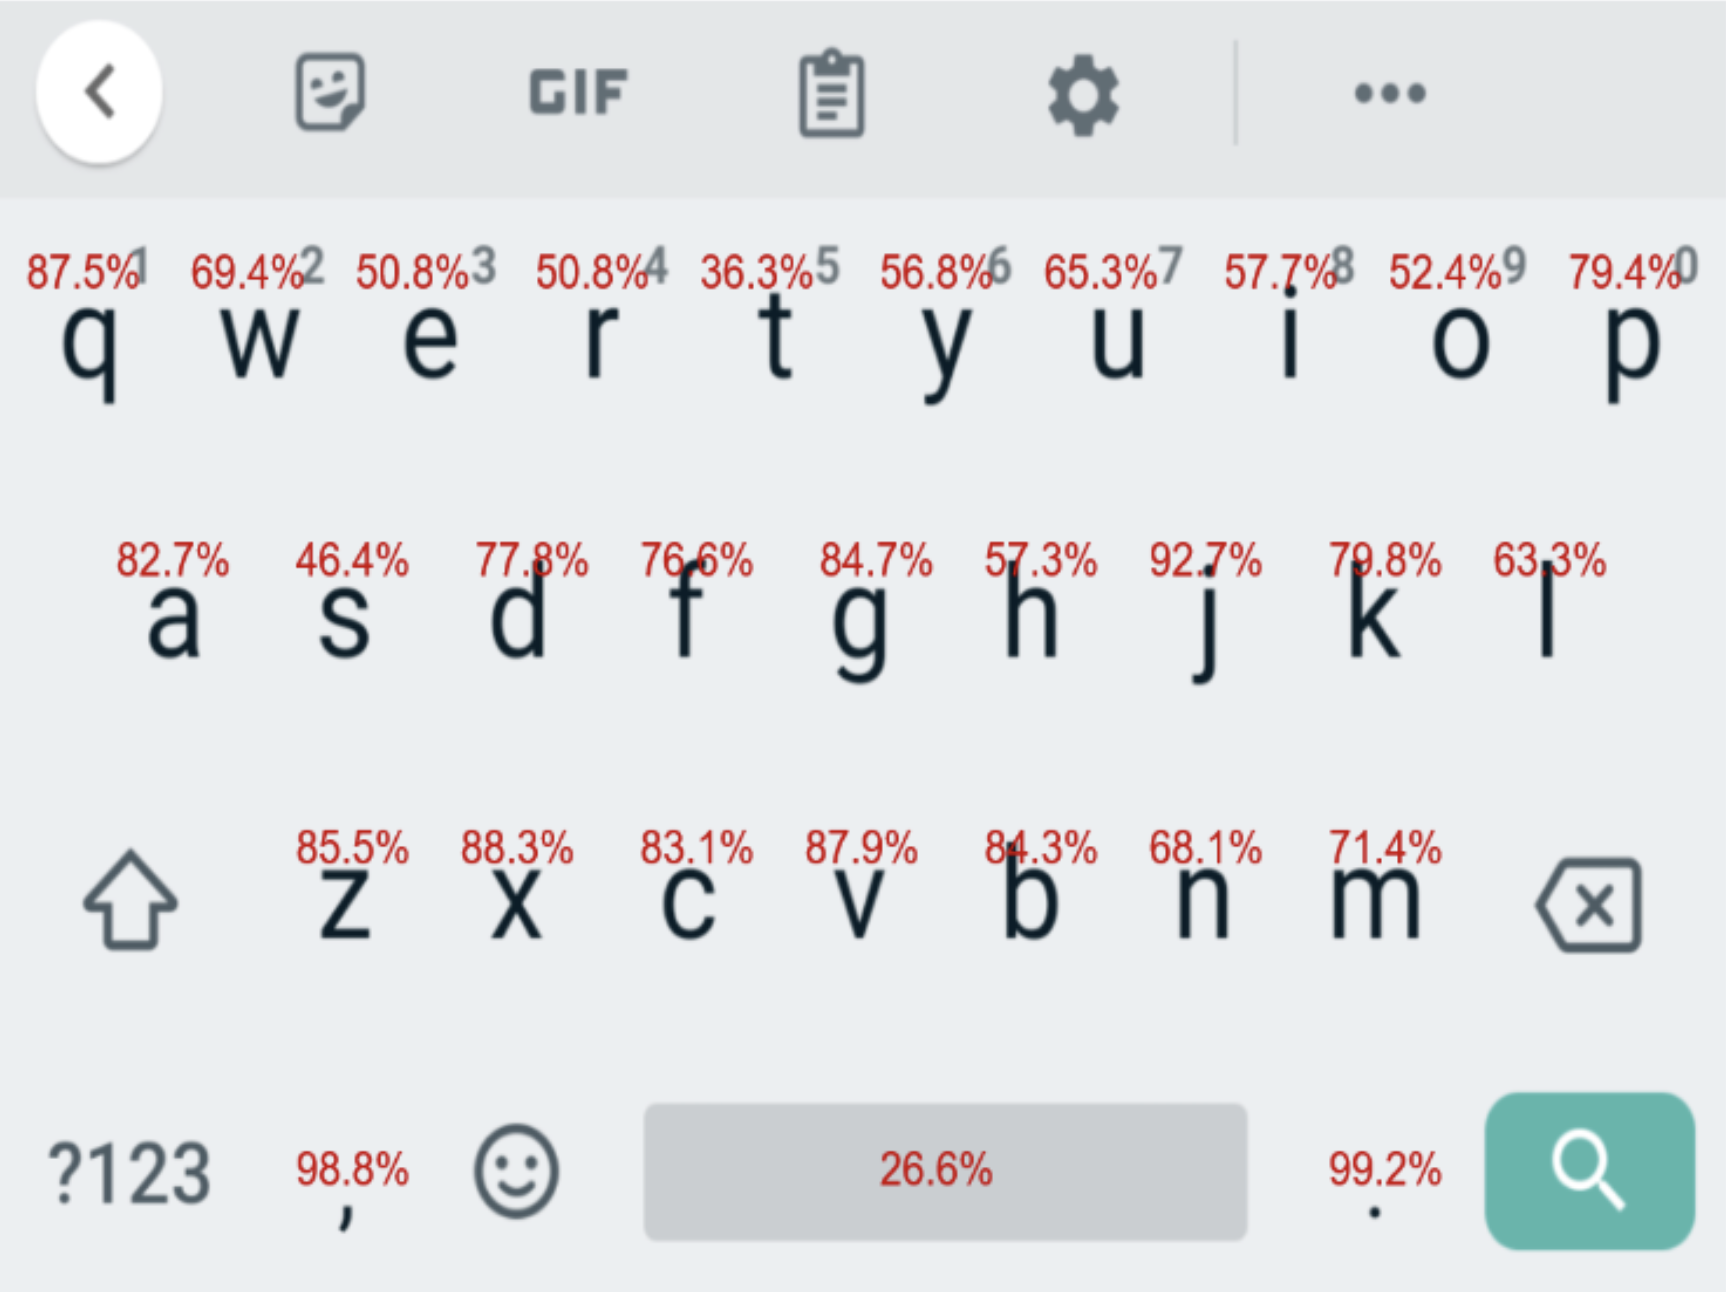 GIF
87.5% 1 69.4% 2 50.8% 3 50.8% 4 36.3% 5 56.8% 6 65.3% 7 57.7% 8 52.4% 9 79.4% 0
q w e r t y u i o p
82.7% 46.4% 77.8% 76.6% 84.7% 57.3% 92.7% 79.8% 63.3%
a s d f g h j k l
85.5% 88.3% 83.1% 87.9% 84.3% 68.1% 71.4%
z x c v b n m
?123 98.8% , 26.6% 99.2% .